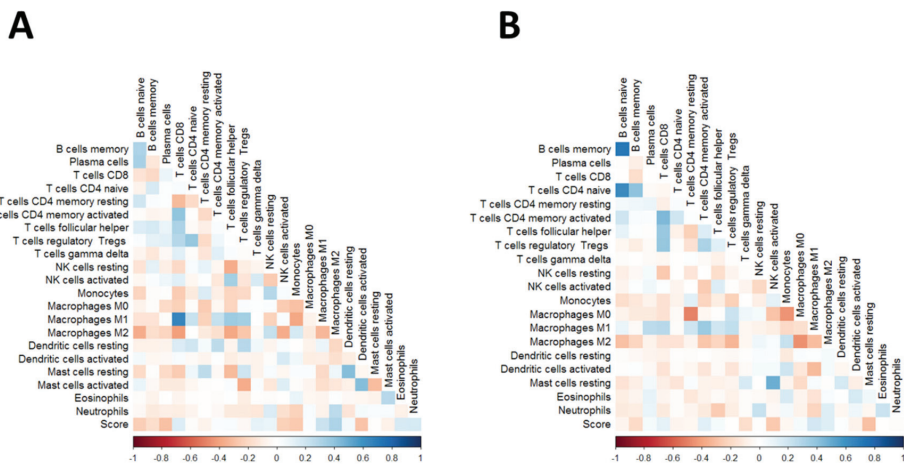 A
B cells naive
B cells memory
Plasma cells
T cells CD8
T cells CD4 naive
T cells CD4 memory resting
T cells CD4 memory activated
T cells follicular helper
T cells regulatory Tregs
T cells gamma delta
NK cells resting
NK cells activated
Monocytes
Macrophages M0
Macrophages M1
Macrophages M2
Dendritic cells resting
Dendritic cells activated
Mast cells resting
Mast cells activated
Eosinophils
Neutrophils
B cells memory
Plasma cells
T cells CD8
T cells CD4 naive
T cells CD4 memory resting
cells CD4 memory activated
T cells follicular helper
T cells regulatory Tregs
T cells gamma delta
NK cells resting
NK cells activated
Monocytes
Macrophages M0
Macrophages M1
Macrophages M2
Dendritic cells resting
Dendritic cells activated
Mast cells resting
Mast cells activated
Eosinophils
Neutrophils
Score
-1 -0.8 -0.6 -0.4 -0.2 0 0.2 0.4 0.6 0.8 1
B
B cells naive
B cells memory
Plasma cells
T cells CD8
T cells CD4 naive
T cells CD4 memory resting
T cells CD4 memory activated
T cells follicular helper
T cells regulatory Tregs
T cells gamma delta
NK cells resting
NK cells activated
Monocytes
Macrophages M0
Macrophages M1
Macrophages M2
Dendritic cells resting
Dendritic cells activated
Mast cells resting
Eosinophils
Neutrophils
B cells memory
Plasma cells
T cells CD8
T cells CD4 naive
T cells CD4 memory resting
T cells CD4 memory activated
T cells follicular helper
T cells regulatory Tregs
T cells gamma delta
NK cells resting
NK cells activated
Monocytes
Macrophages M0
Macrophages M1
Macrophages M2
Dendritic cells resting
Dendritic cells activated
Mast cells resting
Eosinophils
Neutrophils
Score
-1 -0.8 -0.6 -0.4 -0.2 0 0.2 0.4 0.6 0.8 1